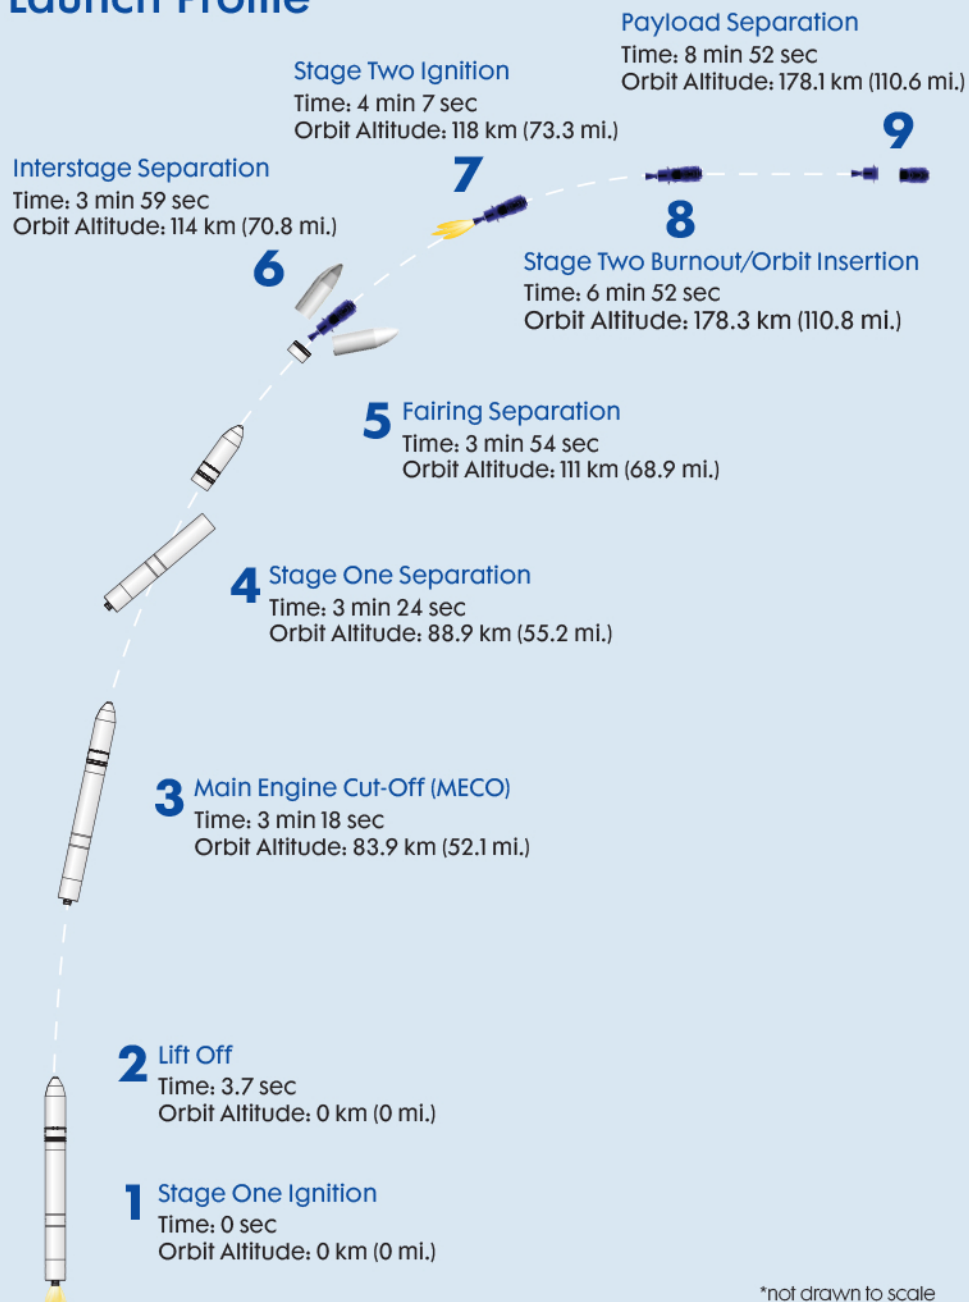 Launch Profile
Payload Separation
Time: 8 min 52 sec
Orbit Altitude: 178.1 km (110.6 mi.)
9
Stage Two Ignition
Time: 4 min 7 sec
Orbit Altitude: 118 km (73.3 mi.)
7
Interstage Separation
Time: 3 min 59 sec
Orbit Altitude: 114 km (70.8 mi.)
6
8
Stage Two Burnout/Orbit Insertion
Time: 6 min 52 sec
Orbit Altitude: 178.3 km (110.8 mi.)
5 Fairing Separation
Time: 3 min 54 sec
Orbit Altitude: 111 km (68.9 mi.)
4 Stage One Separation
Time: 3 min 24 sec
Orbit Altitude: 88.9 km (55.2 mi.)
3 Main Engine Cut-Off (MECO)
Time: 3 min 18 sec
Orbit Altitude: 83.9 km (52.1 mi.)
2 Lift Off
Time: 3.7 sec
Orbit Altitude: 0 km (0 mi.)
1 Stage One Ignition
Time: 0 sec
Orbit Altitude: 0 km (0 mi.)
*not drawn to scale